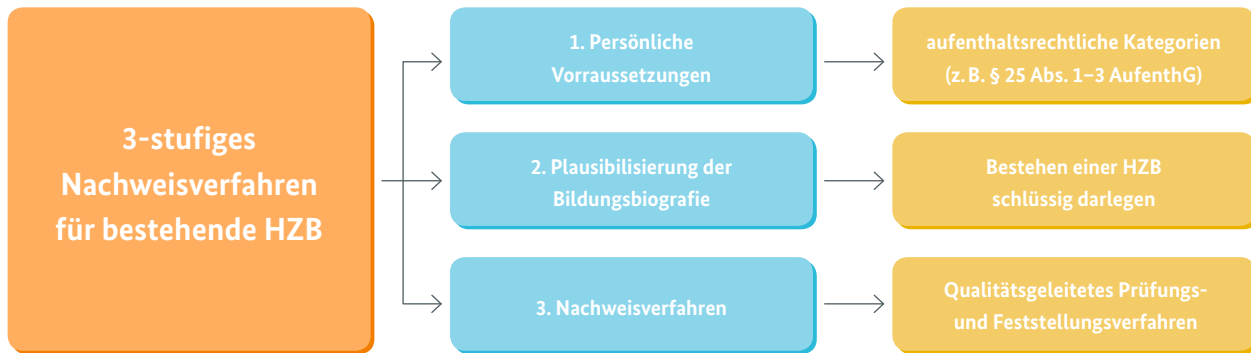 3-stufiges
Nachweisverfahren
für bestehende HZB
1. Persönliche
Vorraussetzungen
aufenthaltsrechtliche Kategorien
(z. B. § 25 Abs. 1–3 AufenthG)
2. Plausibilisierung der
Bildungsbiografie
Bestehen einer HZB
schlüssig darlegen
3. Nachweisverfahren
Qualitätsgeleitetes Prüfungs-
und Feststellungsverfahren